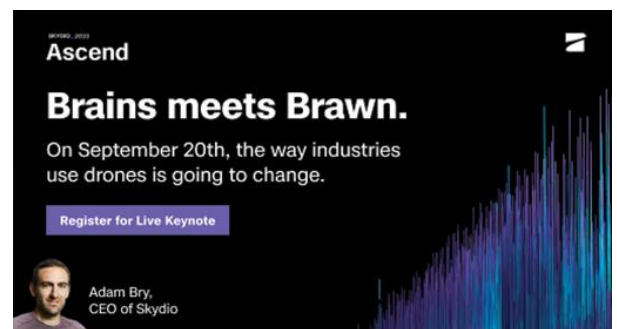 SKYDIO_2023
Ascend
Brains meets Brawn.
On September 20th, the way industries
use drones is going to change.
Register for Live Keynote
Adam Bry,
CEO of Skydio